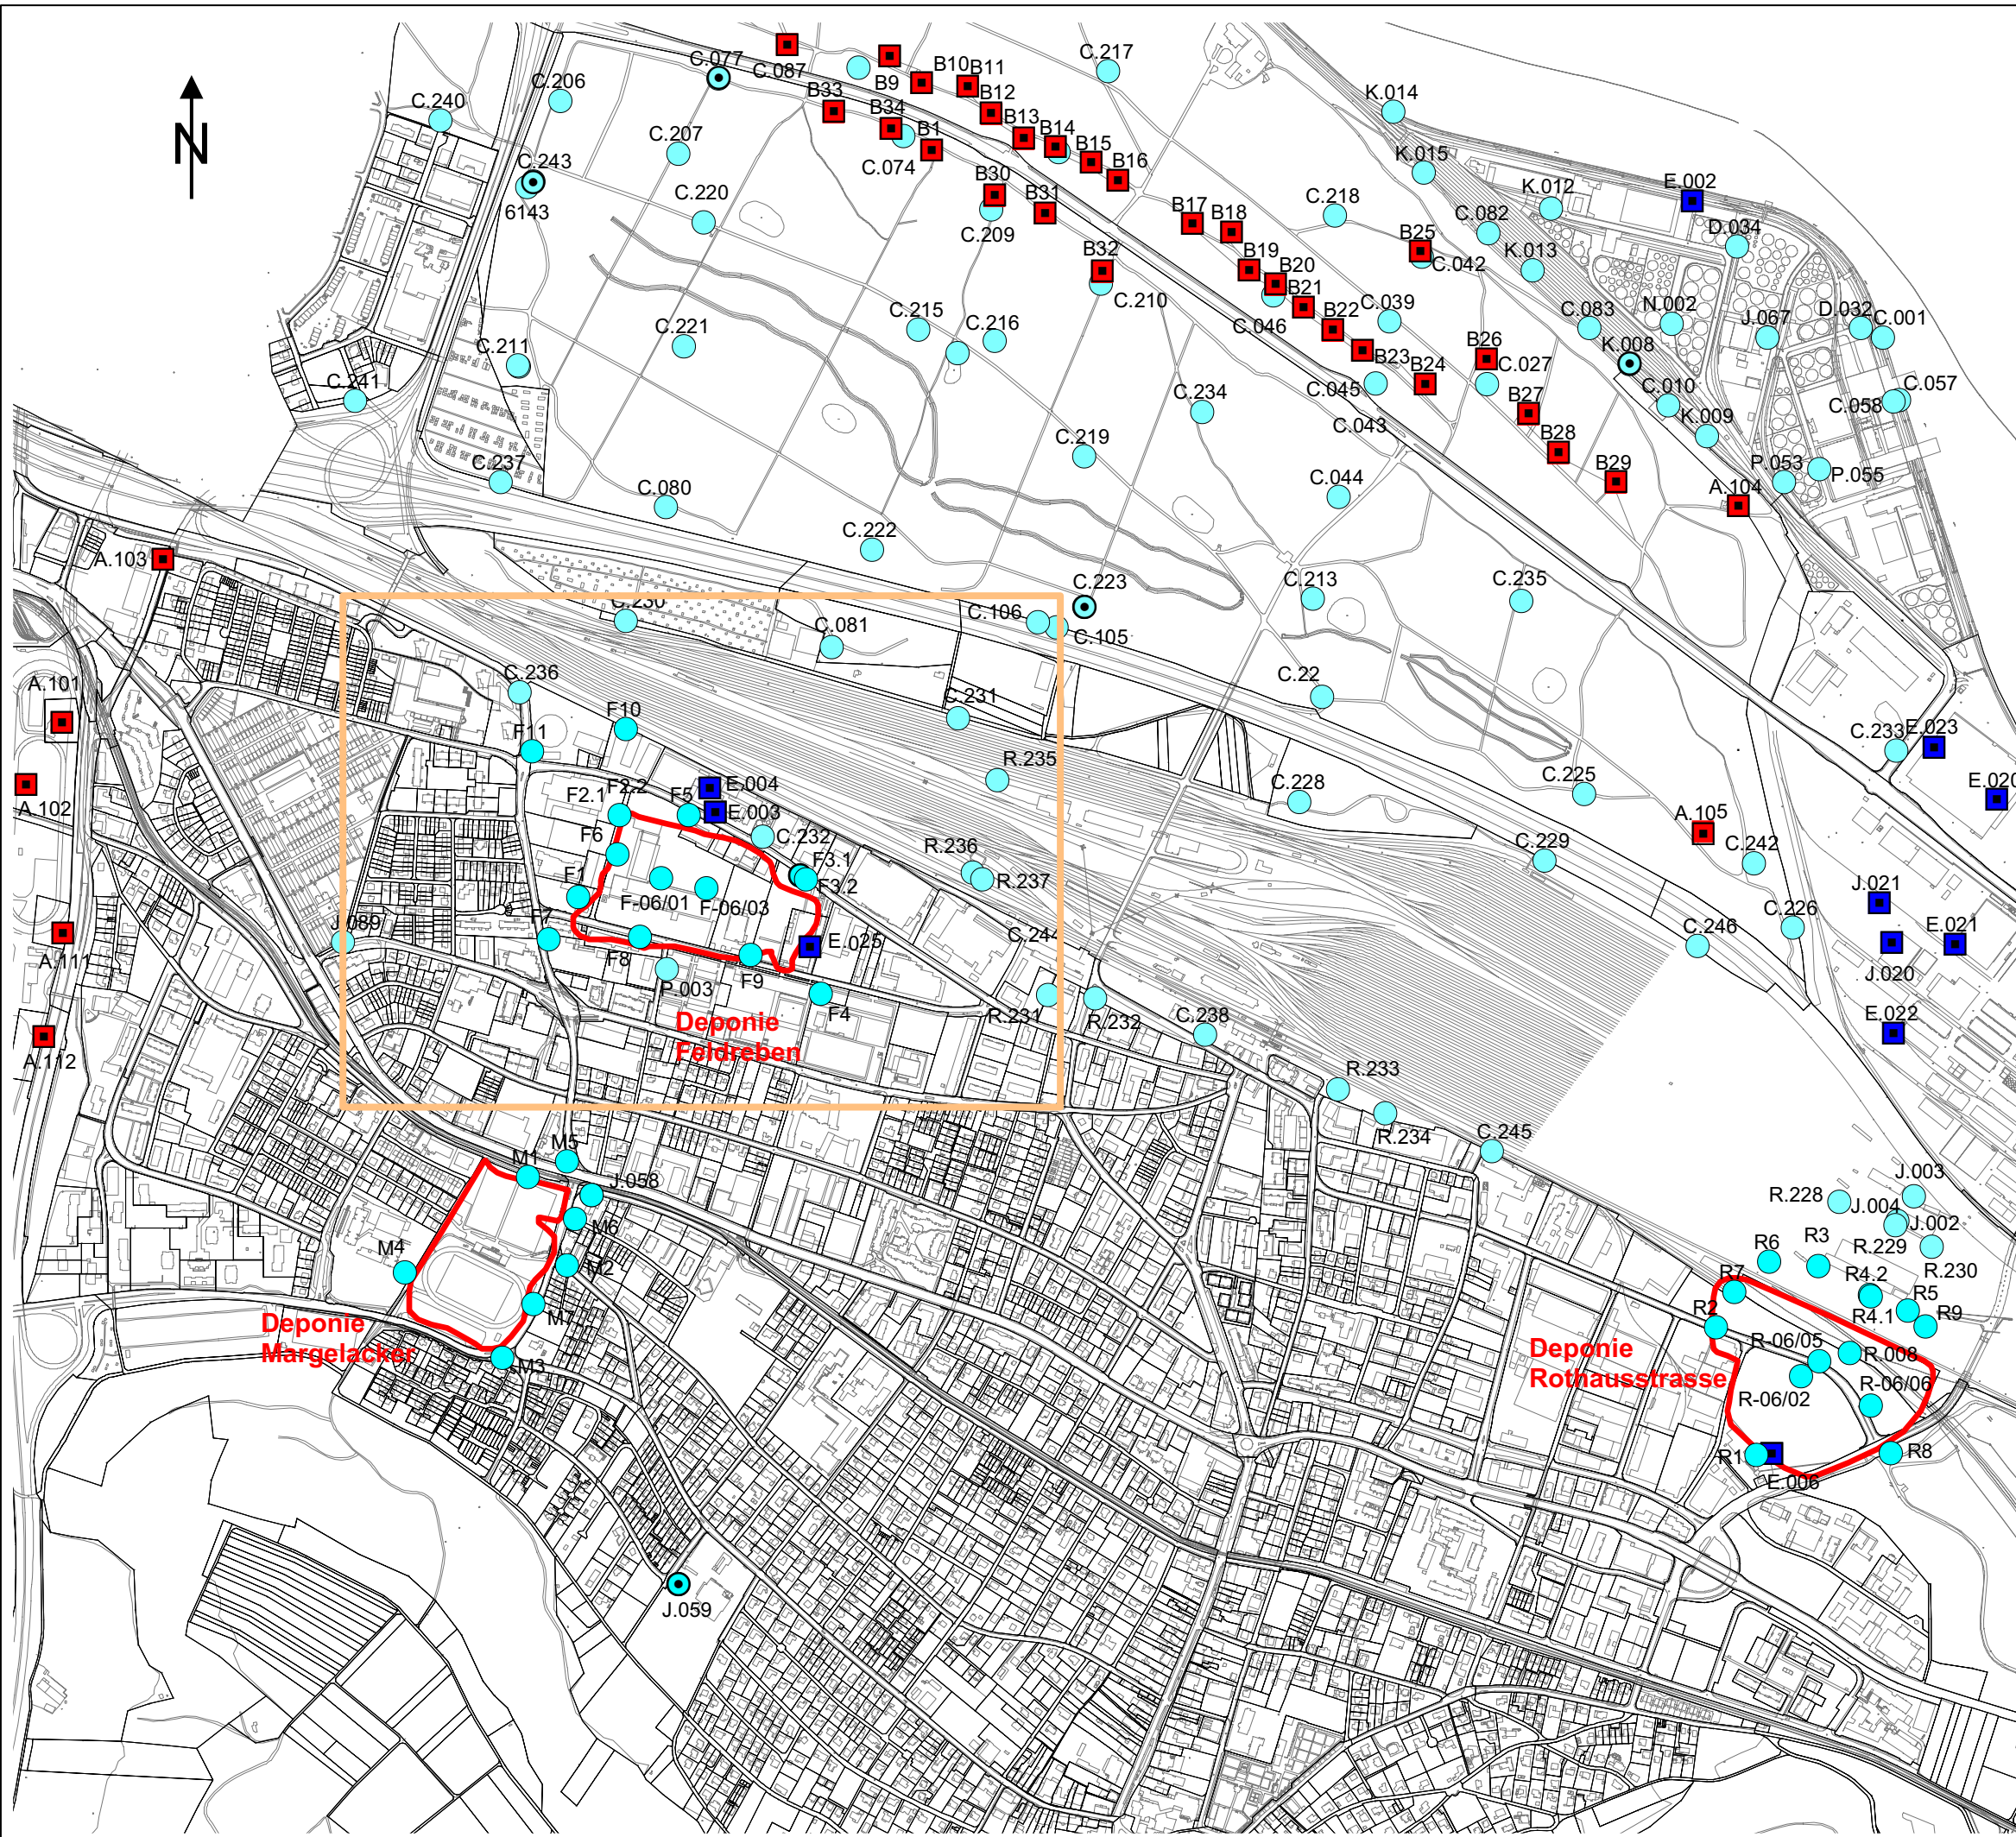 N
C.077
C.087
B9
B10
B11
C.217
C.206
C.240
B33
B34
B1
B12
B13
B14
B15
B16
K.014
C.207
C.074
K.015
C.243
6143
B30
B31
K.012
E.002
C.220
C.209
B17
B18
C.218
C.082
D.034
B32
B19
B25
C.042
K.013
B20
C.210
B21
C.215
C.216
C.046
B22
C.039
C.083
N.002
J.067
D.032
C.001
C.221
C.211
K.008
B23
B24
B26
C.027
C.241
C.045
C.010
C.057
C.058
C.234
C.043
B27
K.009
C.219
B28
C.237
P.053
P.055
C.080
C.044
B29
A.104
C.222
A.103
C.223
C.213
C.235
C.230
C.106
C.105
C.081
C.22
A.101
C.236
C.231
F10
F11
C.233
E.023
R.235
E.020
A.102
E.004
F2.2
F2.1
F5
E.003
C.228
C.225
F6
C.232
A.105
R.236
R.237
F3.1
F3.2
C.229
C.242
F1
F-06/01
F-06/03
J.021
J.089
F7
C.226
E.021
A.111
F8
E.025
C.244
C.246
J.020
P.003
F9
F4
R.231
R.232
C.238
E.022
A.112
Deponie
Feldreben
R.233
R.234
M5
M1
C.245
J.058
J.003
R.228
J.004
J.002
M6
M4
M2
R6
R3
R.229
R.230
R7
R4.2
R5
M7
R2
R4.1
R9
Deponie
Margelacker
M3
R-06/05
R.008
Deponie
Rothausstrasse
R-06/02
R-06/06
R1
R8
E.006
J.059